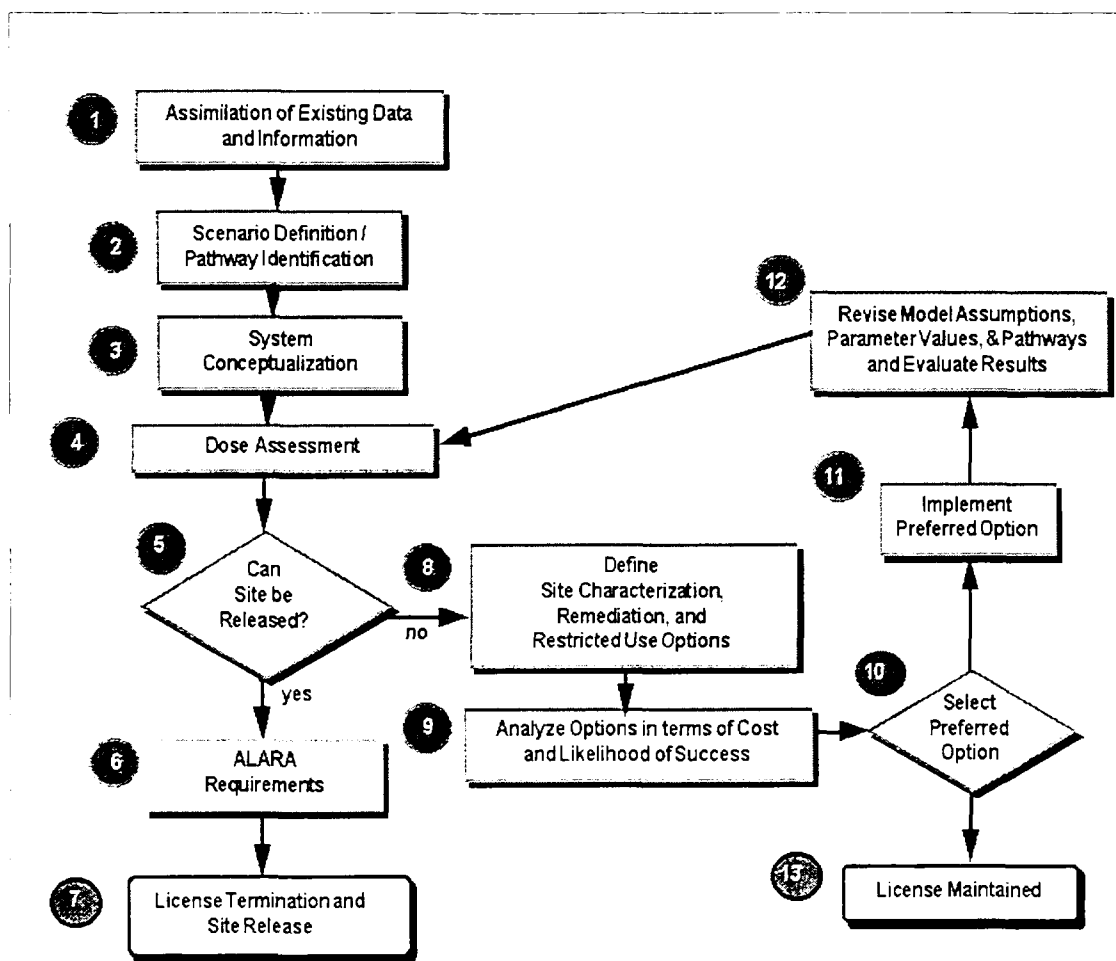 1
Assimilation of Existing Data
and Information
2
Scenario Definition /
Pathway Identification
3
System
Conceptualization
4
Dose Assessment
5
Can
Site be
Released?
no
yes
6
ALARA
Requirements
7
License Termination and
Site Release
8
Define
Site Characterization,
Remediation, and
Restricted Use Options
9
Analyze Options in terms of Cost
and Likelihood of Success
10
Select
Preferred
Option
11
Implement
Preferred Option
12
Revise Model Assumptions,
Parameter Values, & Pathways
and Evaluate Results
13
License Maintained